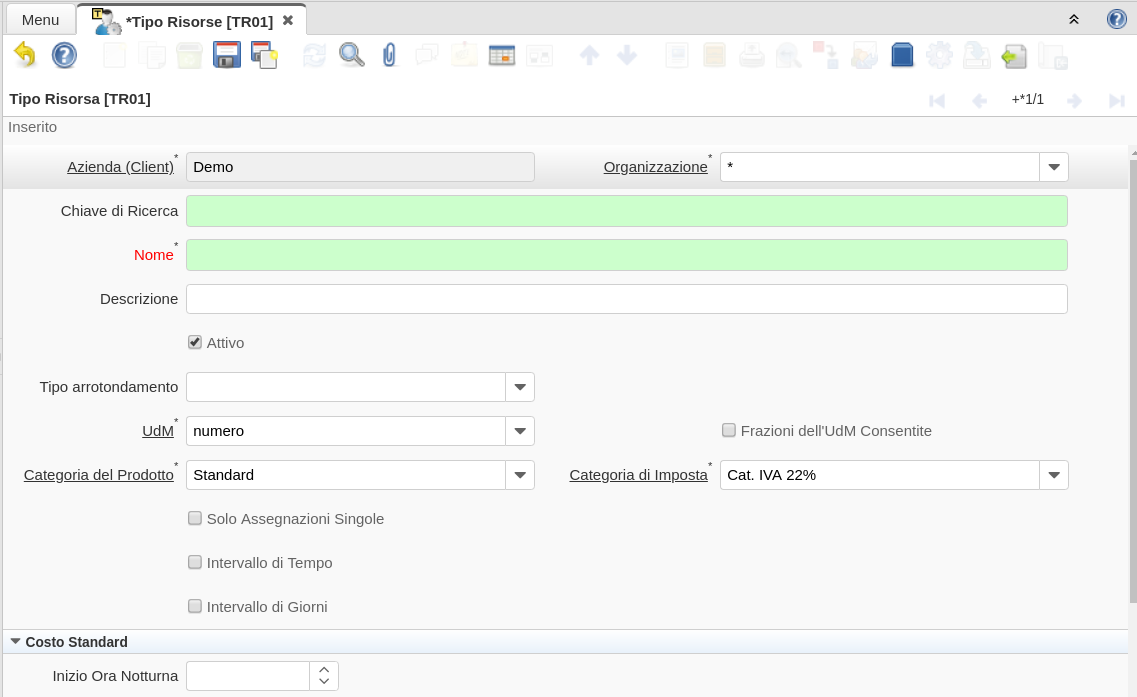 Menu
*Tipo Risorse [TR01]
Tipo Risorsa [TR01]
+*1/1
Inserito
Azienda (Client)* Demo Organizzazione* *
Chiave di Ricerca
Nome*
Descrizione
Attivo
Tipo arrotondamento
UdM* numero Frazioni dell'UdM Consentite
Categoria del Prodotto* Standard Categoria di Imposta* Cat. IVA 22%
Solo Assegnazioni Singole
Intervallo di Tempo
Intervallo di Giorni
Costo Standard
Inizio Ora Notturna